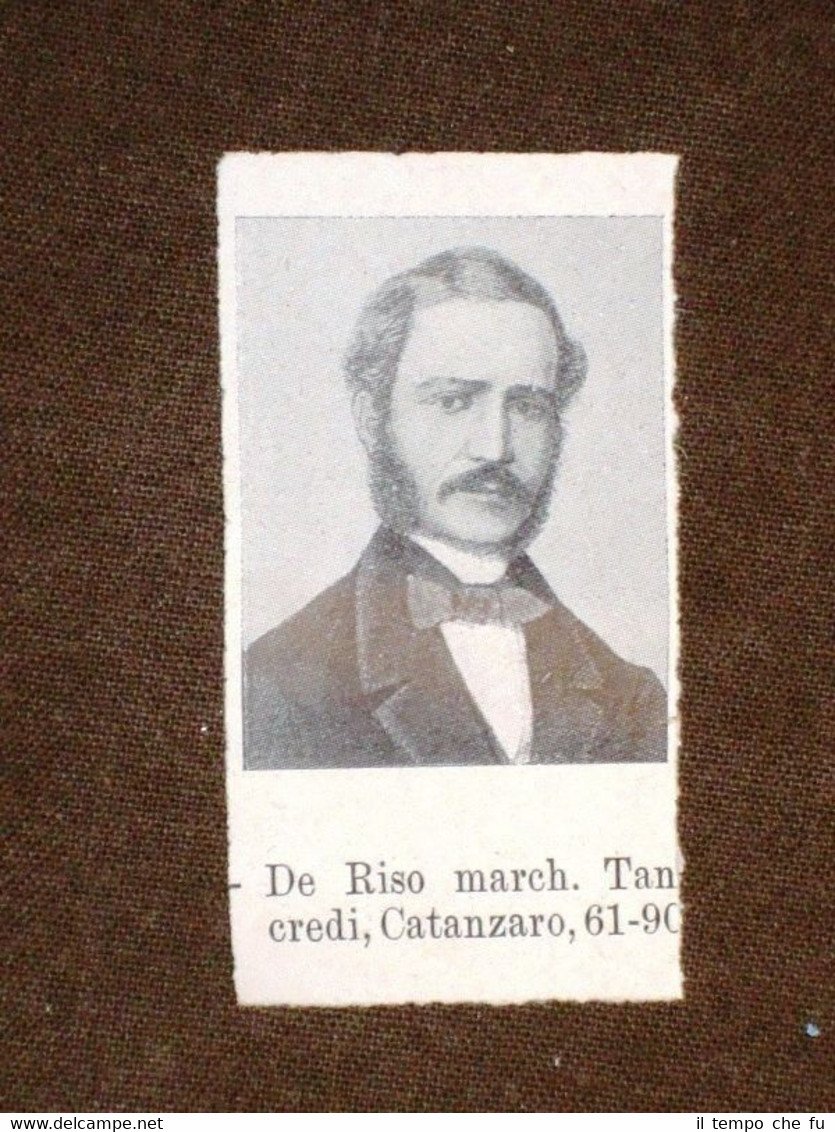 - De Riso march. Tan
credi, Catanzaro, 61-90
www.delcampe.net
il tempo che fu